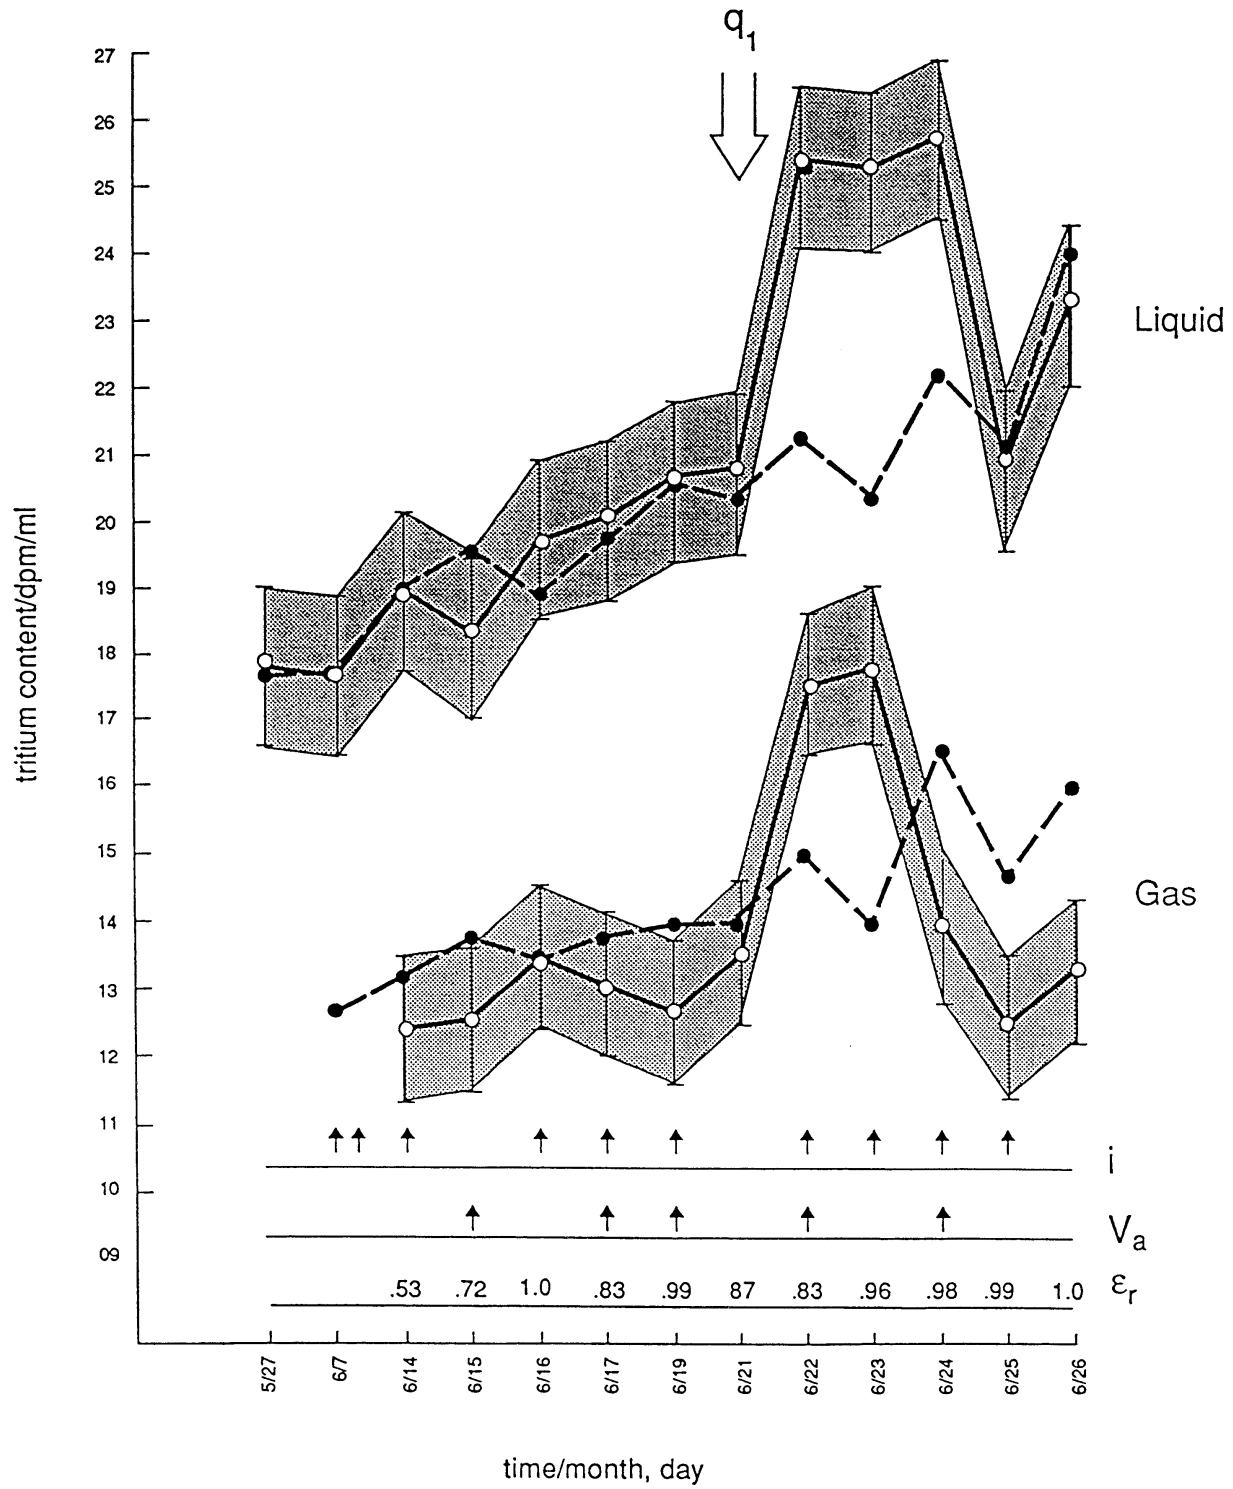 q₁
27
26
25
24
23
22
21
20
19
18
17
16
15
14
13
12
11
10
09
tritium content/dpm/ml
Liquid
Gas
i
Vₐ
.53 .72 1.0 .83 .99 87 .83 .96 .98 .99 1.0 εᵣ
5/27 6/7 6/14 6/15 6/16 6/17 6/19 6/21 6/22 6/23 6/24 6/25 6/26
time/month, day